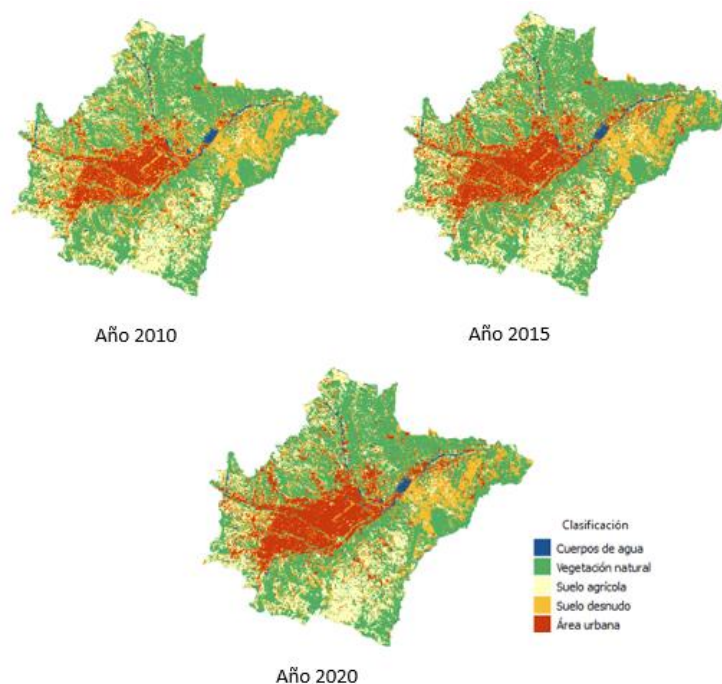 Año 2010
Año 2015
Año 2020
Clasificación
Cuerpos de agua
Vegetación natural
Suelo agrícola
Suelo desnudo
Área urbana